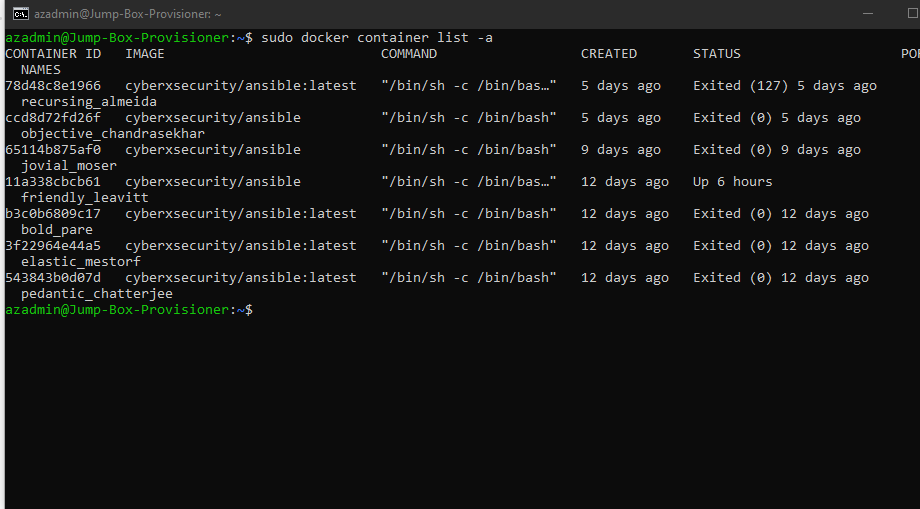 azadmin@Jump-Box-Provisioner: ~
azadmin@Jump-Box-Provisioner:~$ sudo docker container list -a
CONTAINER ID   IMAGE                          COMMAND                  CREATED       STATUS                    POR
  NAMES
78d48c8e1966   cyberxsecurity/ansible:latest   "/bin/sh -c /bin/bas…"   5 days ago    Exited (127) 5 days ago
  recursing_almeida
ccd8d72fd26f   cyberxsecurity/ansible          "/bin/sh -c /bin/bash"   5 days ago    Exited (0) 5 days ago
  objective_chandrasekhar
65114b875af0   cyberxsecurity/ansible          "/bin/sh -c /bin/bash"   9 days ago    Exited (0) 9 days ago
  jovial_moser
11a338cbcb61   cyberxsecurity/ansible          "/bin/sh -c /bin/bas…"   12 days ago   Up 6 hours
  friendly_leavitt
b3c0b6809c17   cyberxsecurity/ansible:latest   "/bin/sh -c /bin/bash"   12 days ago   Exited (0) 12 days ago
  bold_pare
3f22964e44a5   cyberxsecurity/ansible:latest   "/bin/sh -c /bin/bash"   12 days ago   Exited (0) 12 days ago
  elastic_mestorf
543843b0d07d   cyberxsecurity/ansible:latest   "/bin/sh -c /bin/bash"   12 days ago   Exited (0) 12 days ago
  pedantic_chatterjee
azadmin@Jump-Box-Provisioner:~$